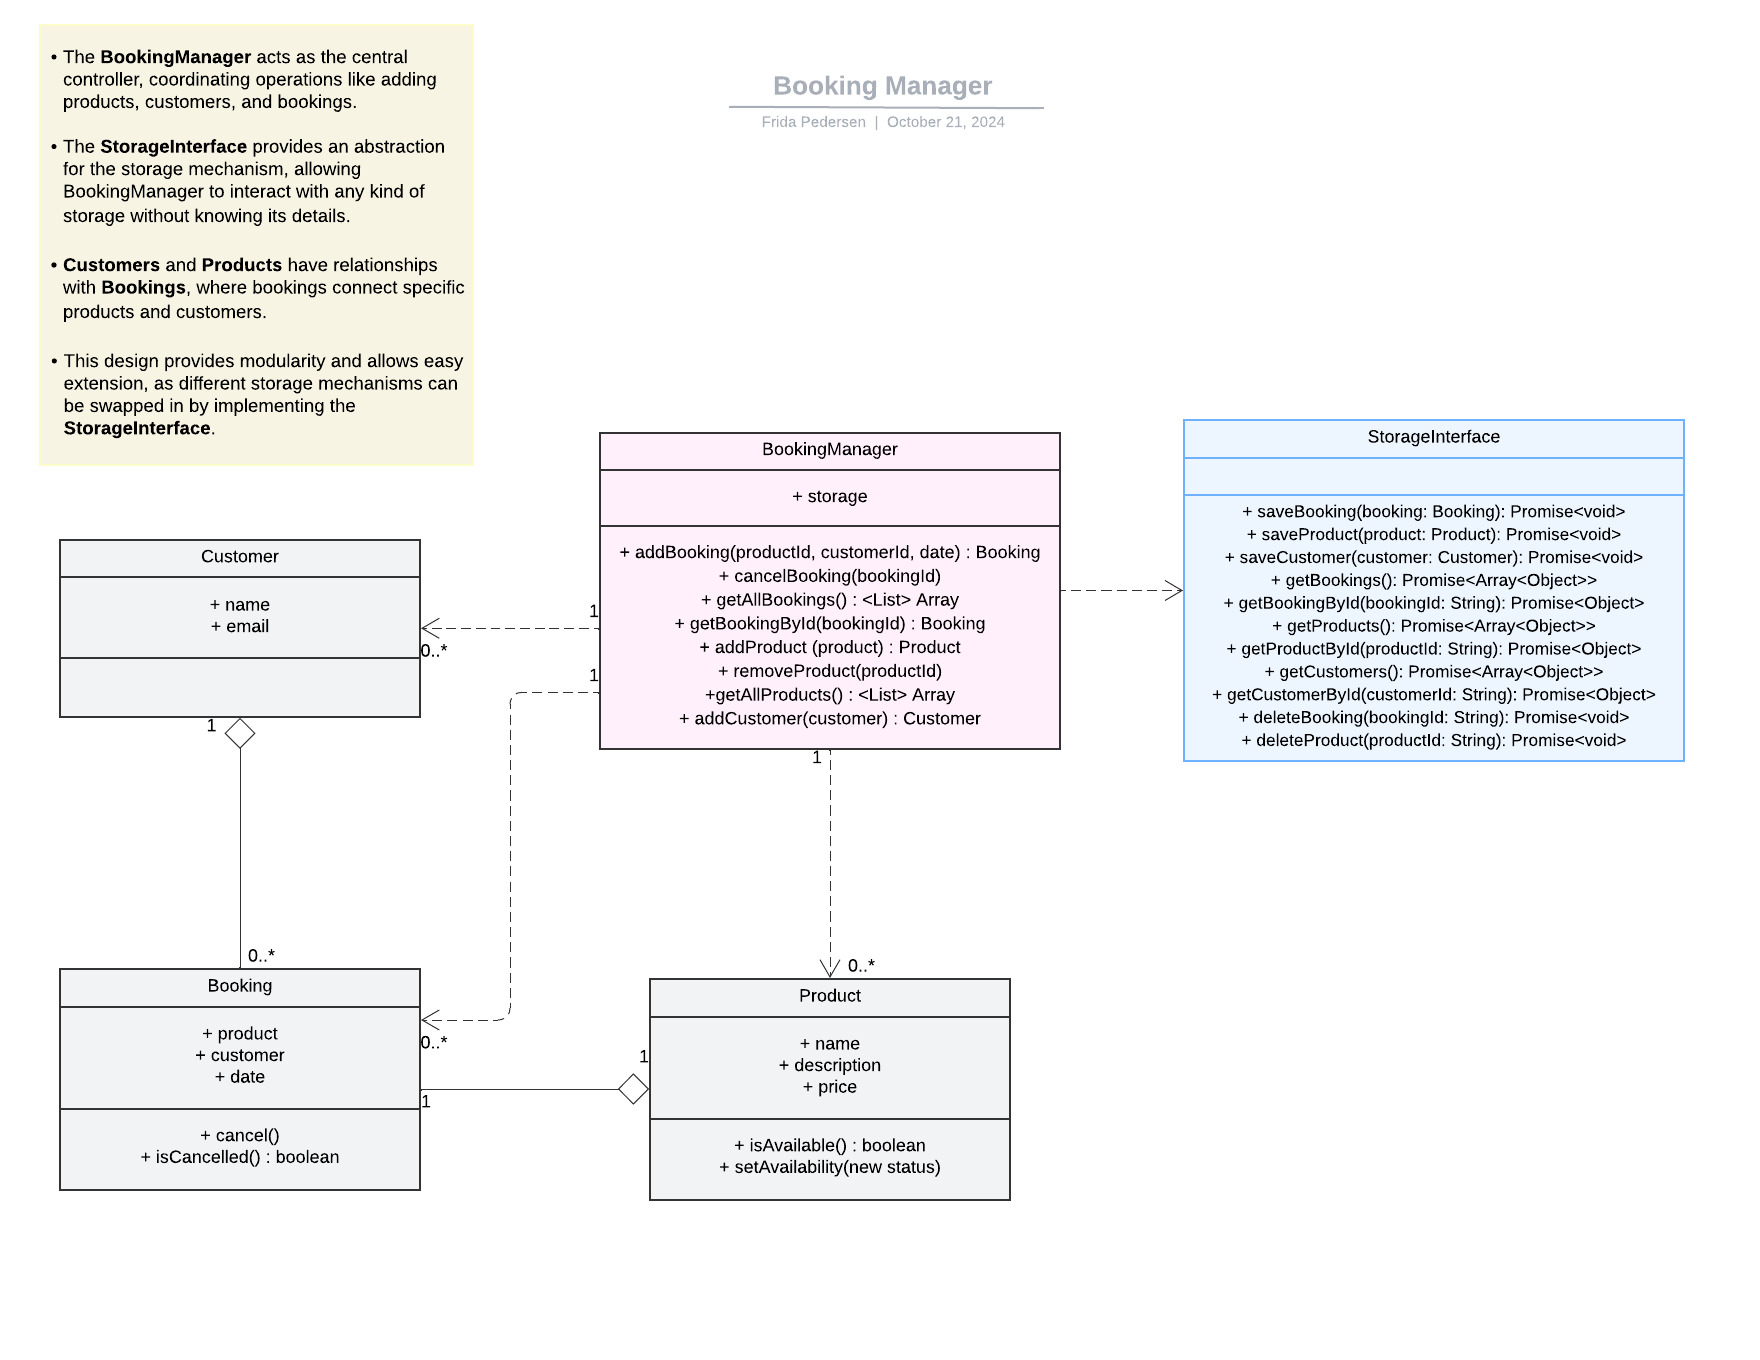 • The BookingManager acts as the central
controller, coordinating operations like adding
products, customers, and bookings.
• The StorageInterface provides an abstraction
for the storage mechanism, allowing
BookingManager to interact with any kind of
storage without knowing its details.
• Customers and Products have relationships
with Bookings, where bookings connect specific
products and customers.
• This design provides modularity and allows easy
extension, as different storage mechanisms can
be swapped in by implementing the
StorageInterface.
Booking Manager
Frida Pedersen | October 21, 2024
BookingManager
+ storage
+ addBooking(productId, customerId, date) : Booking
+ cancelBooking(bookingId)
+ getAllBookings() : <List> Array
+ getBookingById(bookingId) : Booking
+ addProduct (product) : Product
+ removeProduct(productId)
+getAllProducts() : <List> Array
+ addCustomer(customer) : Customer
StorageInterface
+ saveBooking(booking: Booking): Promise<void>
+ saveProduct(product: Product): Promise<void>
+ saveCustomer(customer: Customer): Promise<void>
+ getBookings(): Promise<Array<Object>>
+ getBookingById(bookingId: String): Promise<Object>
+ getProducts(): Promise<Array<Object>>
+ getProductById(productId: String): Promise<Object>
+ getCustomers(): Promise<Array<Object>>
+ getCustomerById(customerId: String): Promise<Object>
+ deleteBooking(bookingId: String): Promise<void>
+ deleteProduct(productId: String): Promise<void>
Customer
+ name
+ email
1
0..*
1
1
1
0..*
0..*
Booking
+ product
+ customer
+ date
+ cancel()
+ isCancelled() : boolean
0..*
1
1
Product
+ name
+ description
+ price
+ isAvailable() : boolean
+ setAvailability(new status)